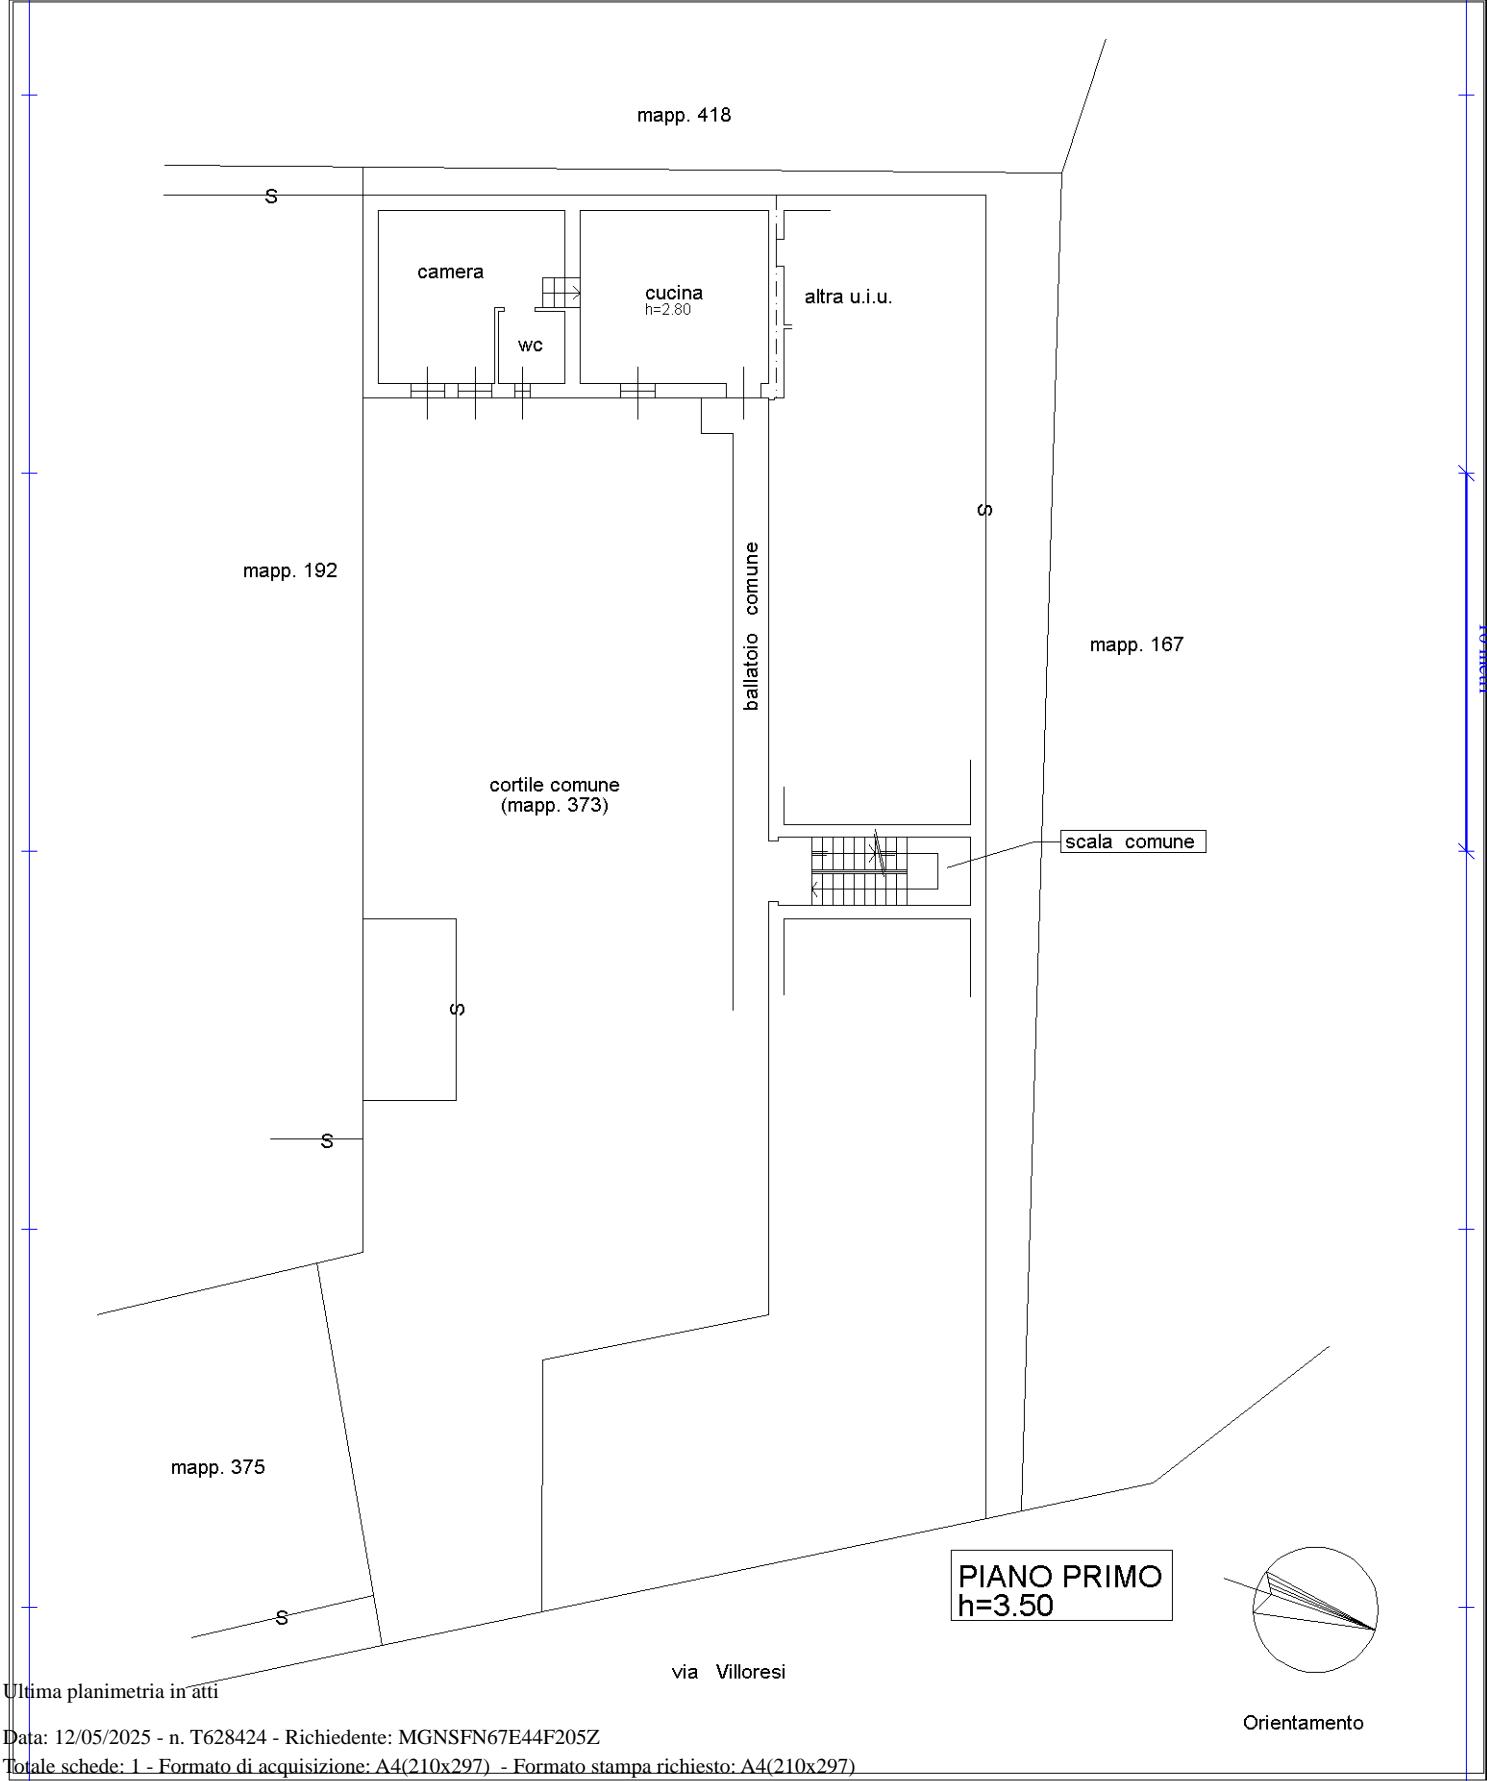 mapp. 418
S
camera
cucina
h=2.80
altra u.i.u.
wc
S
ballatoio comune
mapp. 192
mapp. 167
10 metri
cortile comune
(mapp. 373)
scala comune
S
S
mapp. 375
PIANO PRIMO
h=3.50
S
via Villoresi
Orientamento
Ultima planimetria in atti
Data: 12/05/2025 - n. T628424 - Richiedente: MGNSFN67E44F205Z
Totale schede: 1 - Formato di acquisizione: A4(210x297) - Formato stampa richiesto: A4(210x297)